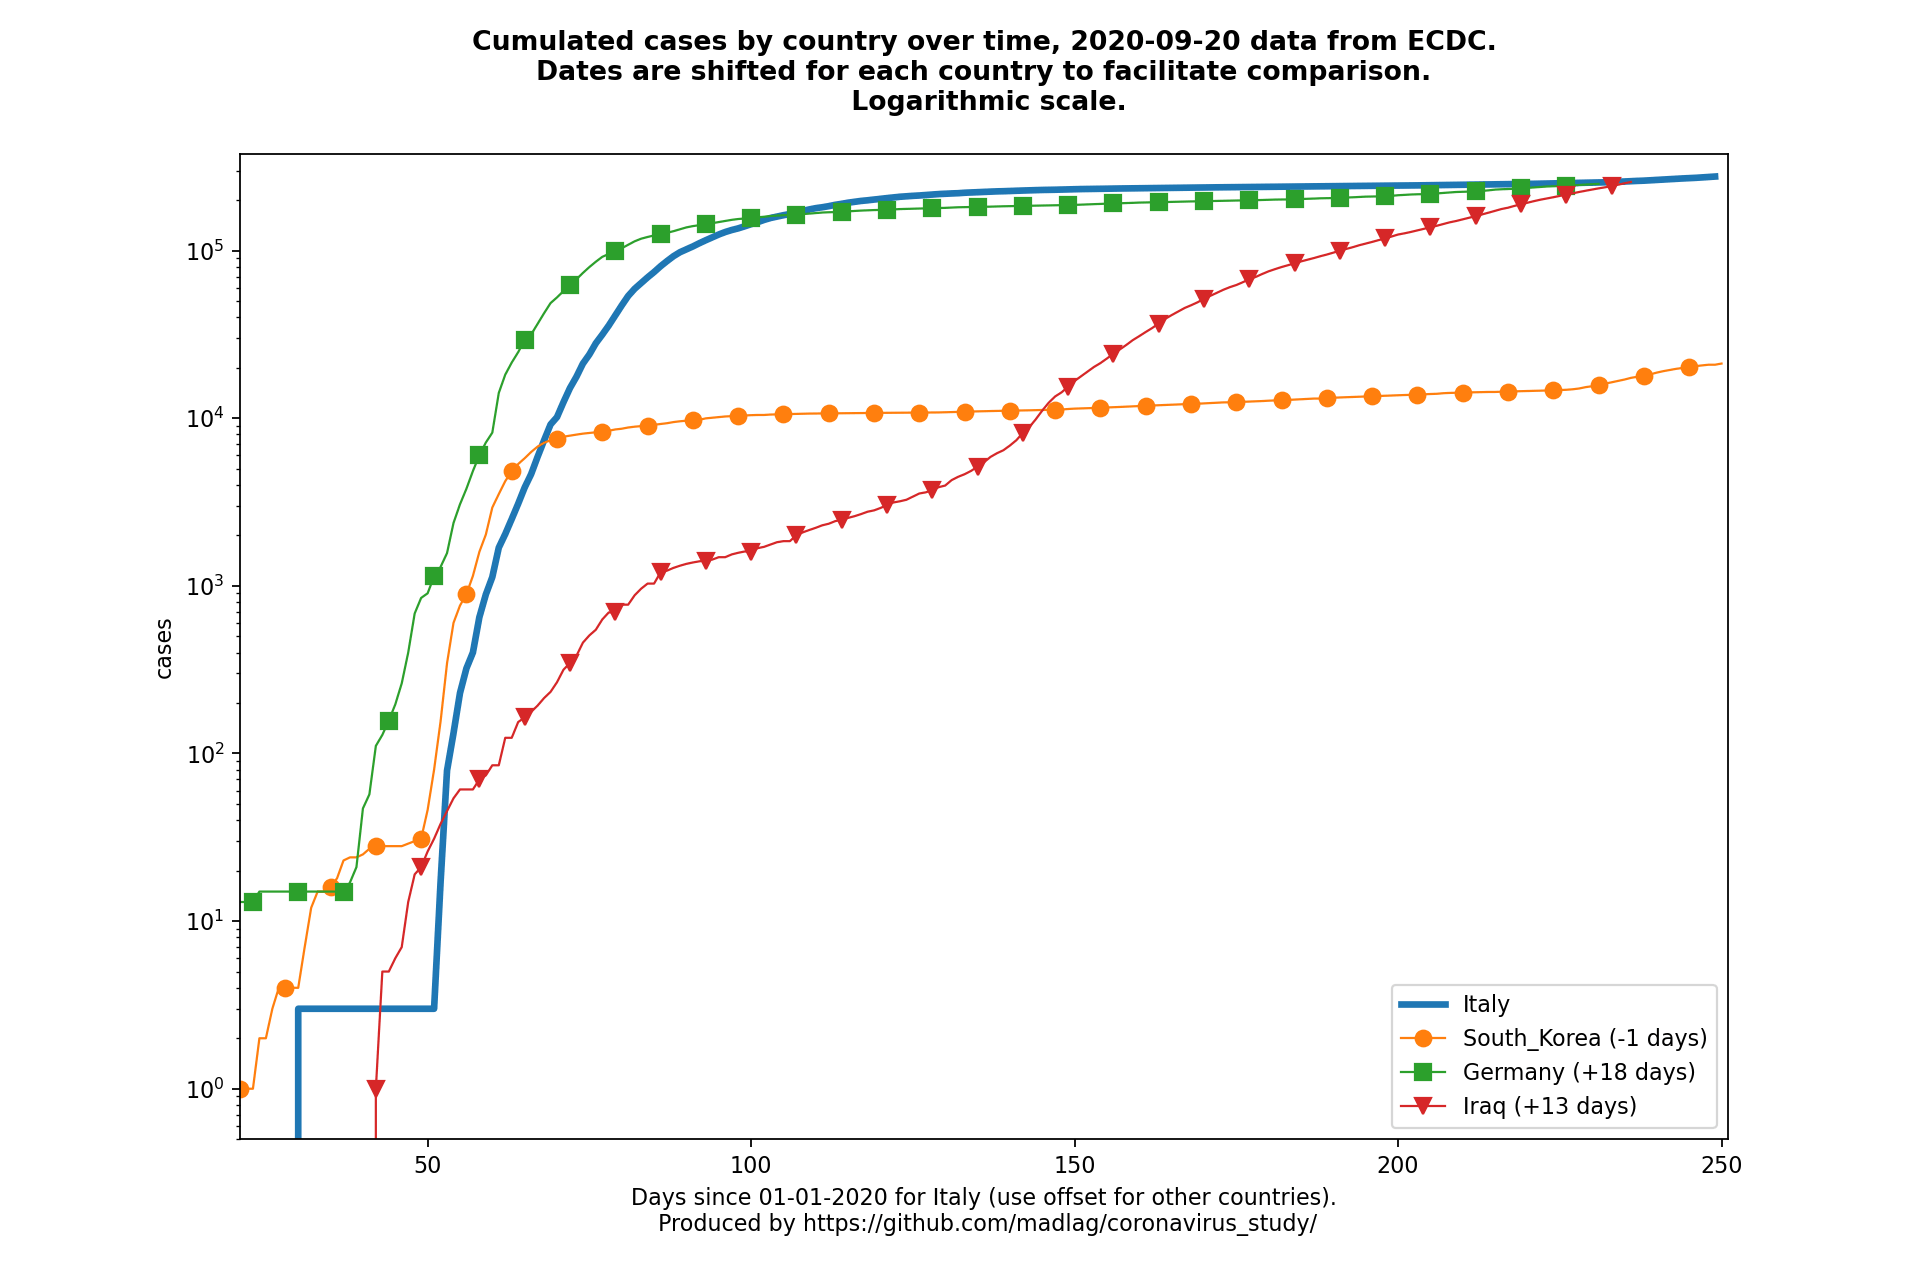 Cumulated cases by country over time, 2020-09-20 data from ECDC.
Dates are shifted for each country to facilitate comparison.
Logarithmic scale.
cases
10^5
10^4
10^3
10^2
10^1
10^0
Italy
South_Korea (-1 days)
Germany (+18 days)
Iraq (+13 days)
50 100 150 200 250
Days since 01-01-2020 for Italy (use offset for other countries).
Produced by https://github.com/madlag/coronavirus_study/